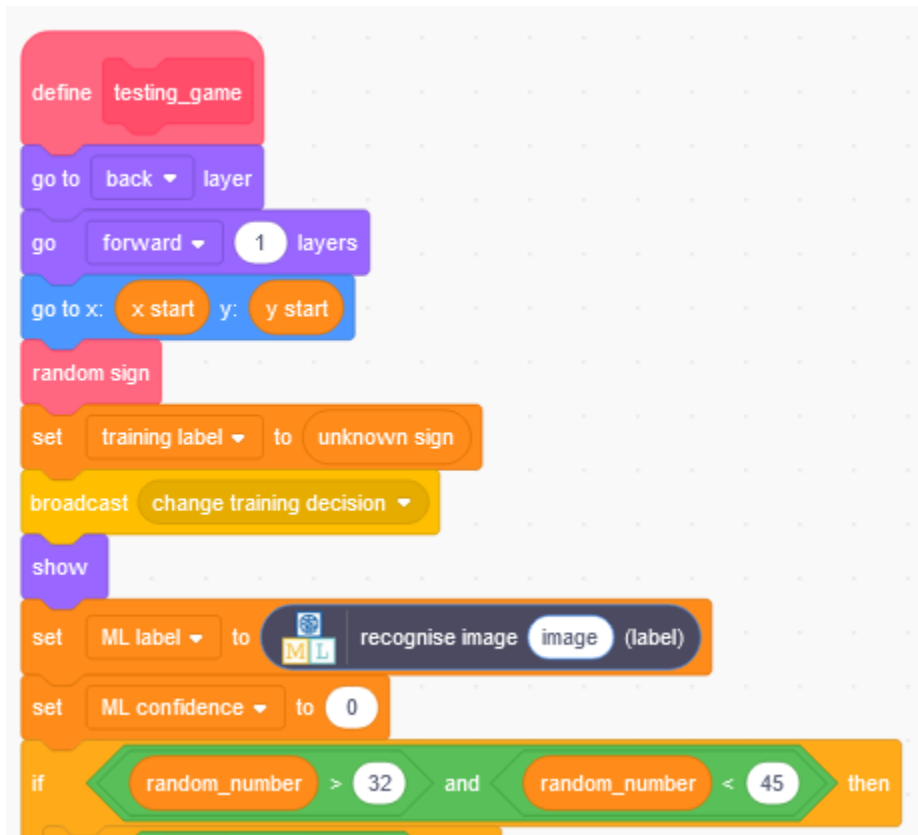 define testing_game
go to back layer
go forward 1 layers
go to x: x start y: y start
random sign
set training label to unknown sign
broadcast change training decision
show
set ML label to ML recognise image image (label)
set ML confidence to 0
if random_number > 32 and random_number < 45 then